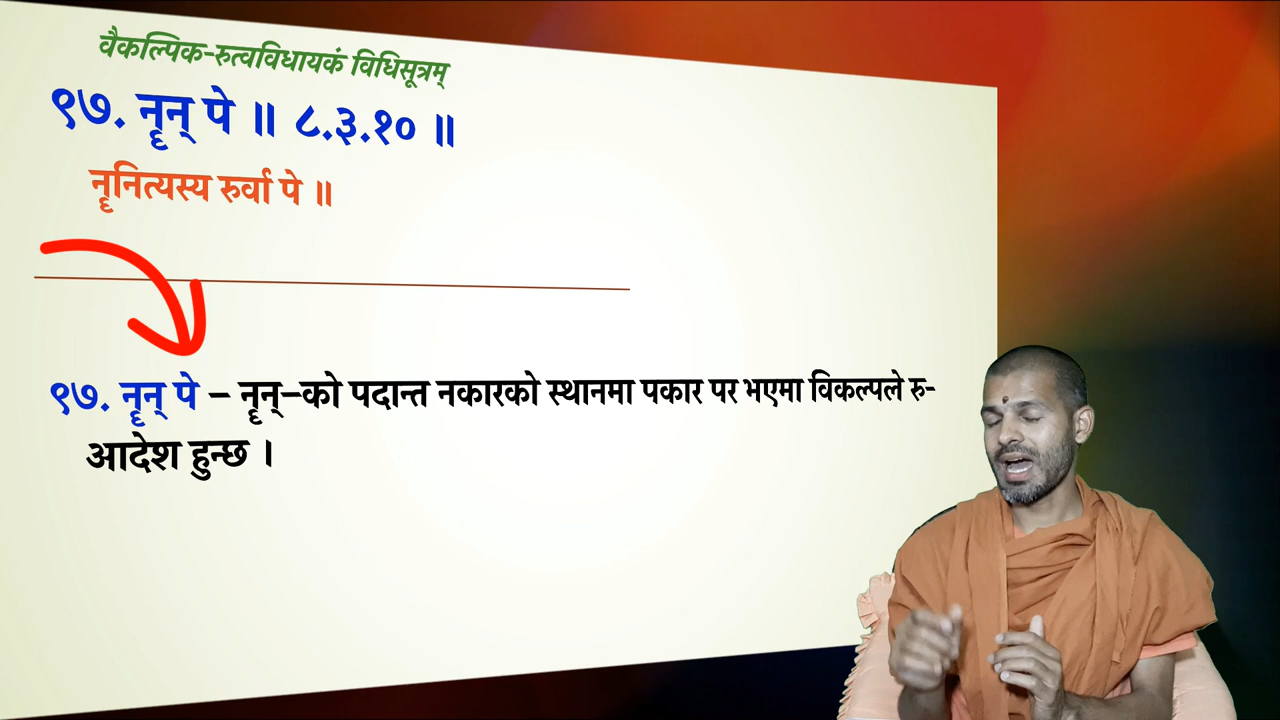 वैकल्पिक-रुत्वविधायकं विधिसूत्रम्
९७. नॄन् पे ॥ ८.३.१० ॥
नॄनित्यस्य रुर्वा पे ॥
९७. नॄन् पे – नॄन्–को पदान्त नकारको स्थानमा पकार पर भएमा विकल्पले रु-
आदेश हुन्छ ।